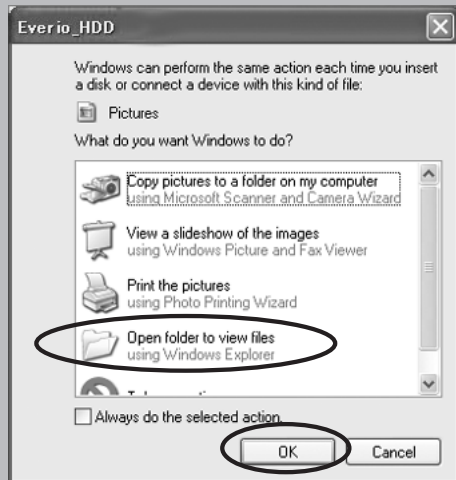 Everio_HDD
Windows can perform the same action each time you insert
a disk or connect a device with this kind of file:
Pictures
What do you want Windows to do?
Copy pictures to a folder on my computer
using Microsoft Scanner and Camera Wizard
View a slideshow of the images
using Windows Picture and Fax Viewer
Print the pictures
using Photo Printing Wizard
Open folder to view files
using Windows Explorer
Always do the selected action.
OK
Cancel